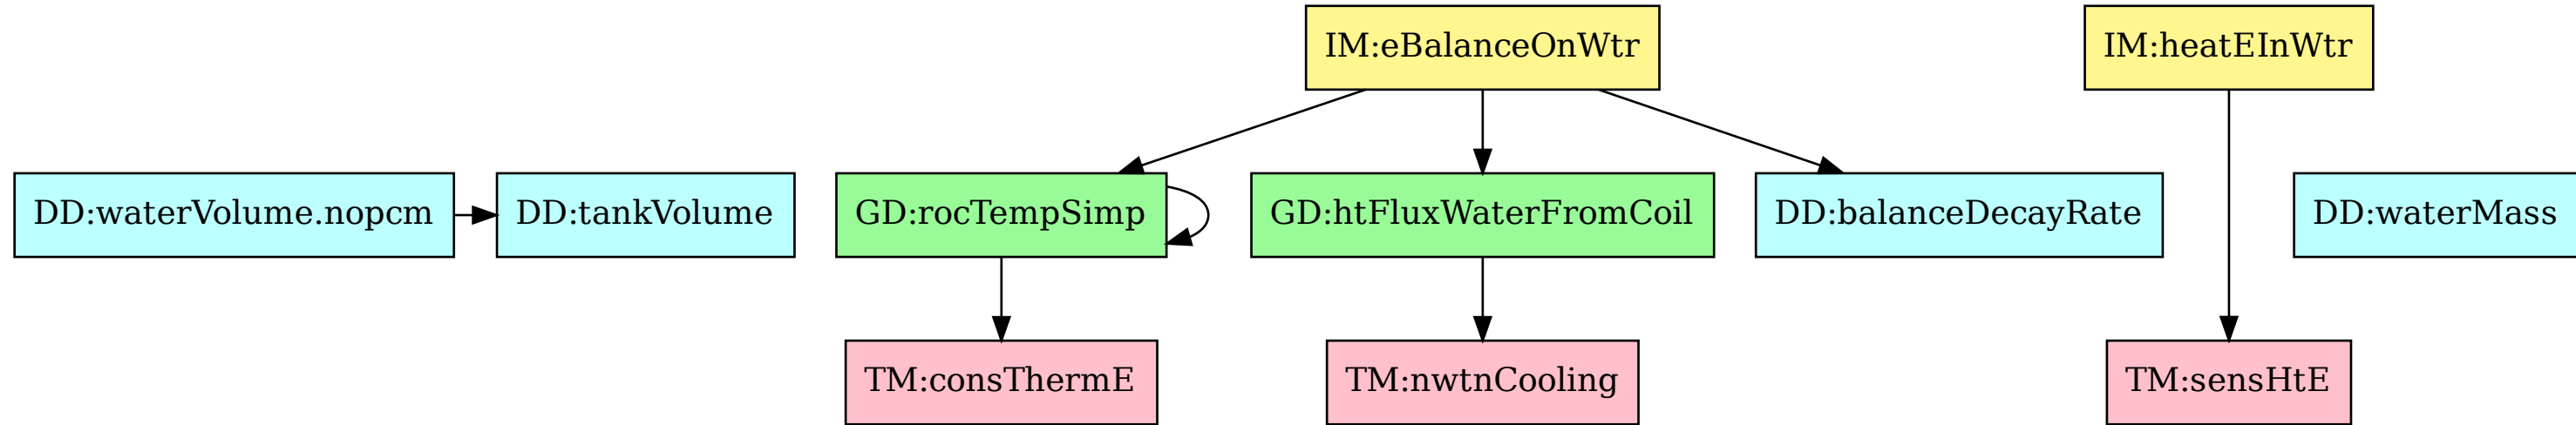 IM:eBalanceOnWtr
IM:heatEInWtr
DD:waterVolume.nopcm
DD:tankVolume
GD:rocTempSimp
GD:htFluxWaterFromCoil
DD:balanceDecayRate
DD:waterMass
TM:consThermE
TM:nwtnCooling
TM:sensHtE